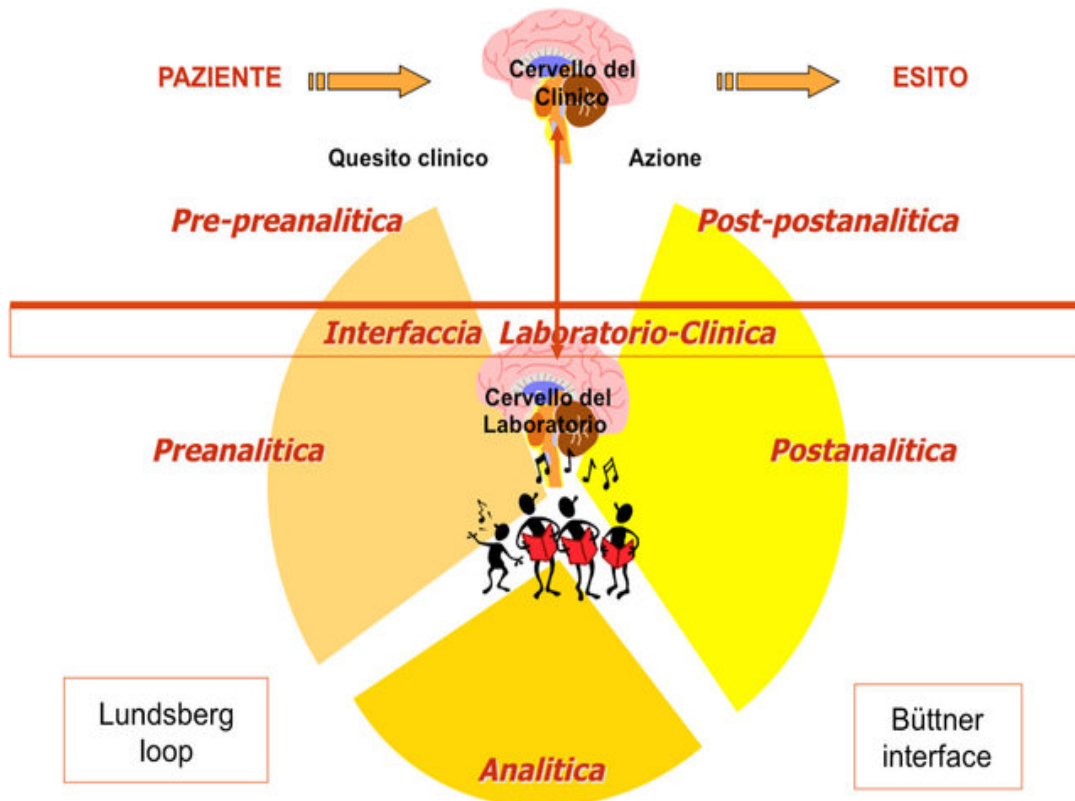 PAZIENTE
Cervello del
Clinico
ESITO
Quesito clinico
Azione
Pre-preanalitica
Post-postanalitica
Interfaccia Laboratorio-Clinica
Cervello del
Laboratorio
Preanalitica
Postanalitica
Lundsberg
loop
Büttner
interface
Analitica